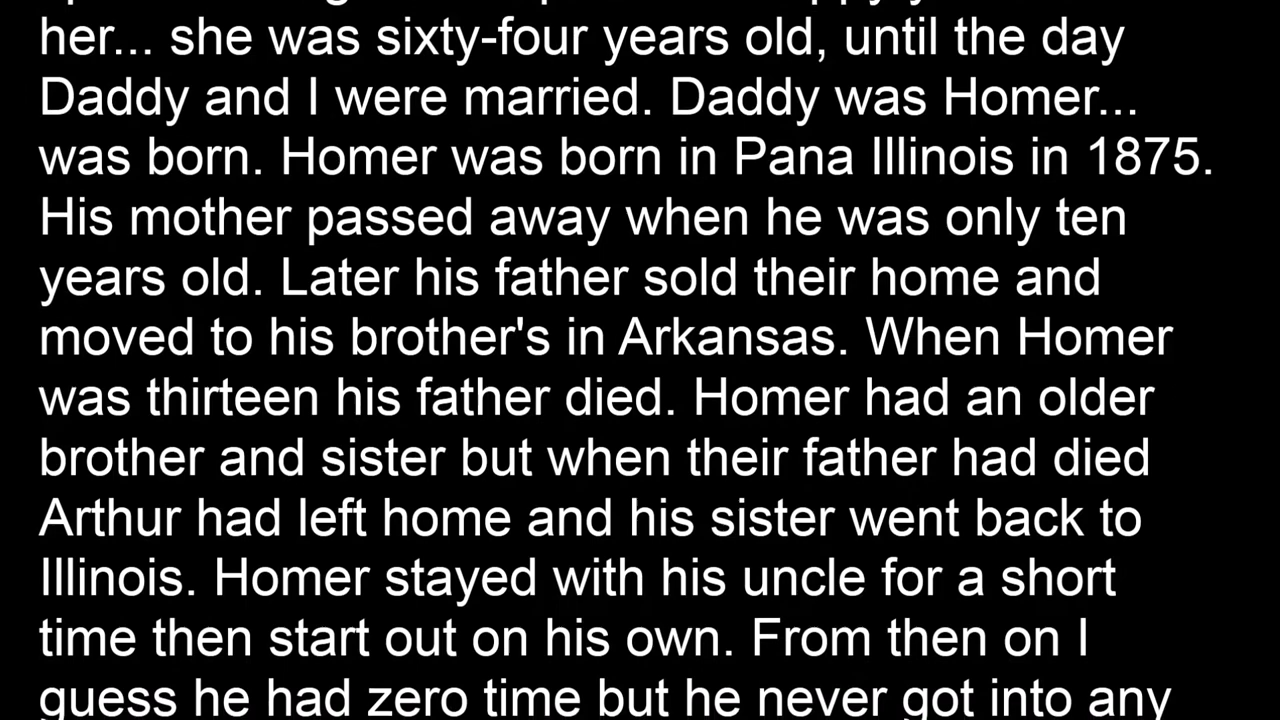 her... she was sixty-four years old, until the day
Daddy and I were married. Daddy was Homer...
was born. Homer was born in Pana Illinois in 1875.
His mother passed away when he was only ten
years old. Later his father sold their home and
moved to his brother's in Arkansas. When Homer
was thirteen his father died. Homer had an older
brother and sister but when their father had died
Arthur had left home and his sister went back to
Illinois. Homer stayed with his uncle for a short
time then start out on his own. From then on I
guess he had zero time but he never got into any